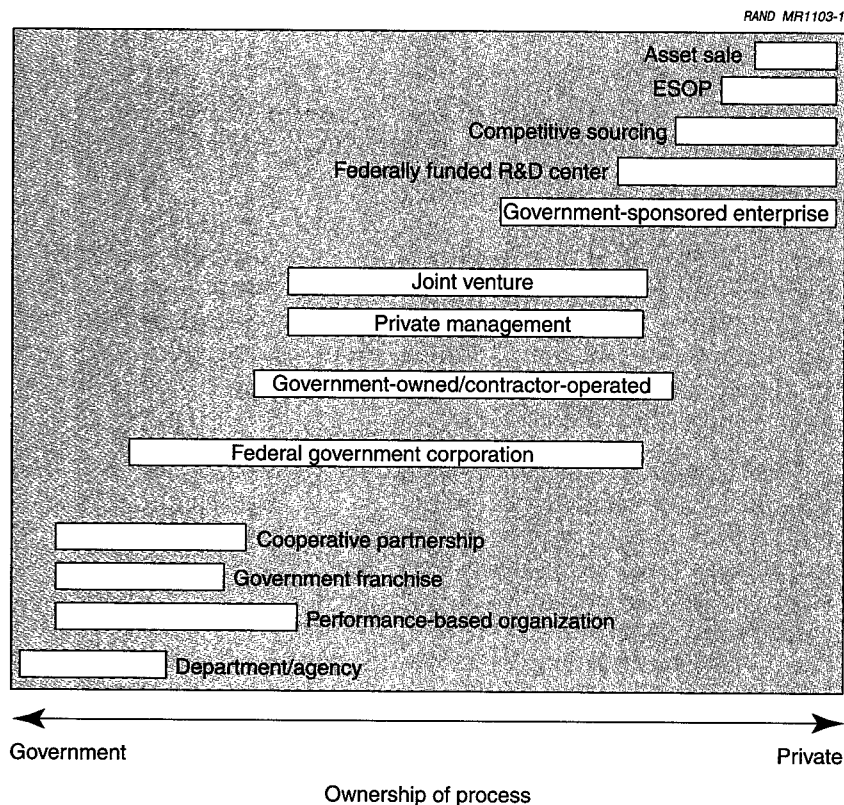 RAND MR1103-1
Asset sale
ESOP
Competitive sourcing
Federally funded R&D center
Government-sponsored enterprise
Joint venture
Private management
Government-owned/contractor-operated
Federal government corporation
Cooperative partnership
Government franchise
Performance-based organization
Department/agency
Government
Private
Ownership of process